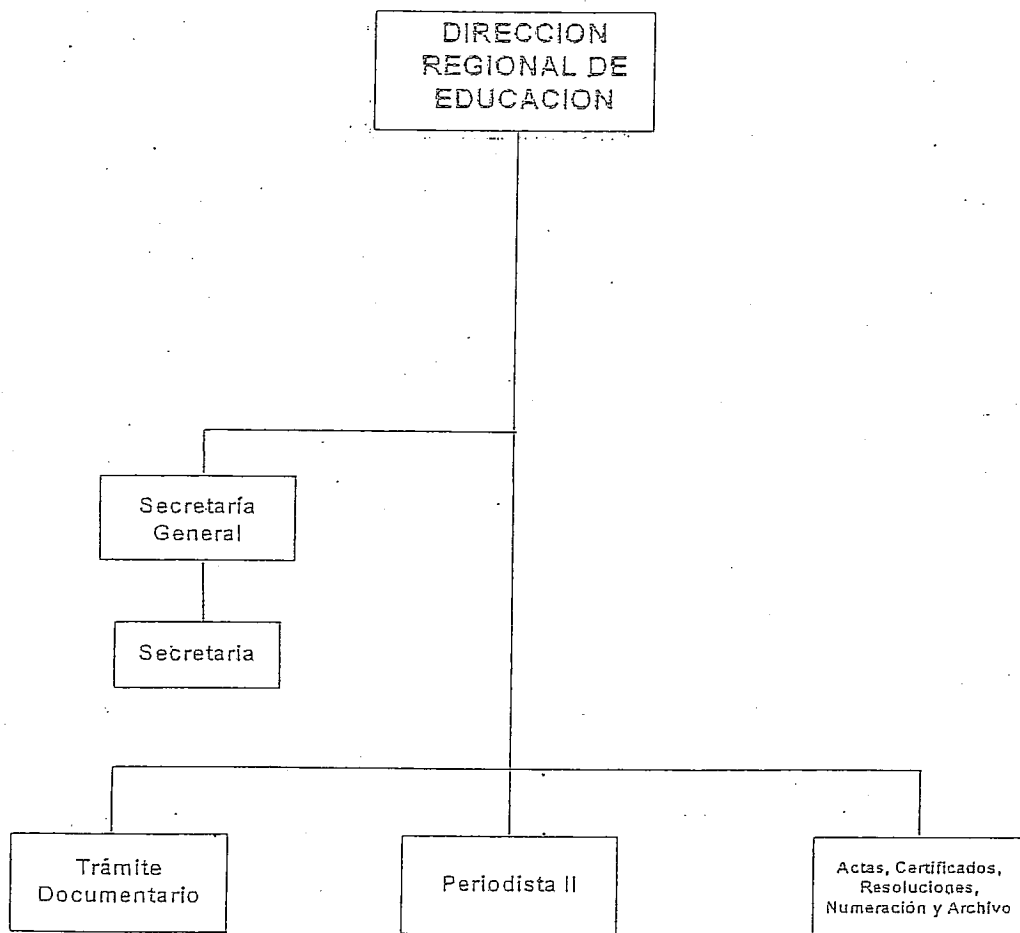 DIRECCION
REGIONAL DE
EDUCACION
Secretaría
General
Secretaria
Trámite
Documentario
Periodista II
Actas, Certificados,
Resoluciones,
Numeración y Archivo